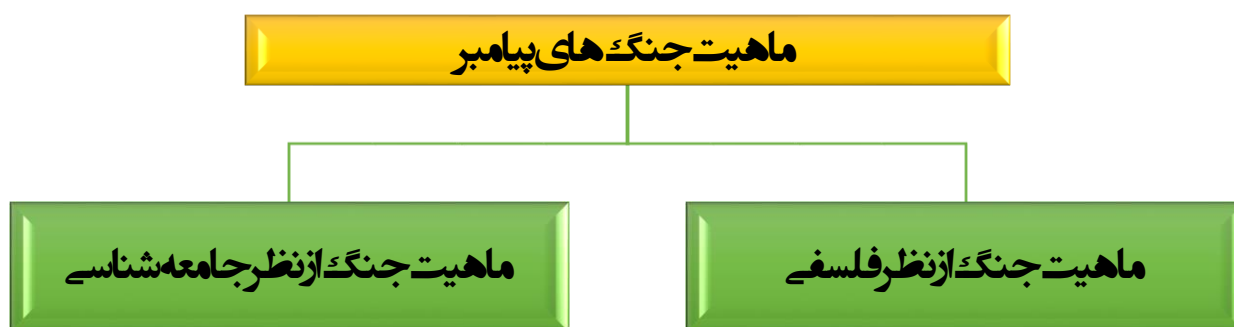 ماهیت جنگ های پیامبر
ماهیت جنگ از نظر فلسفی
ماهیت جنگ از نظر جامعه شناسی